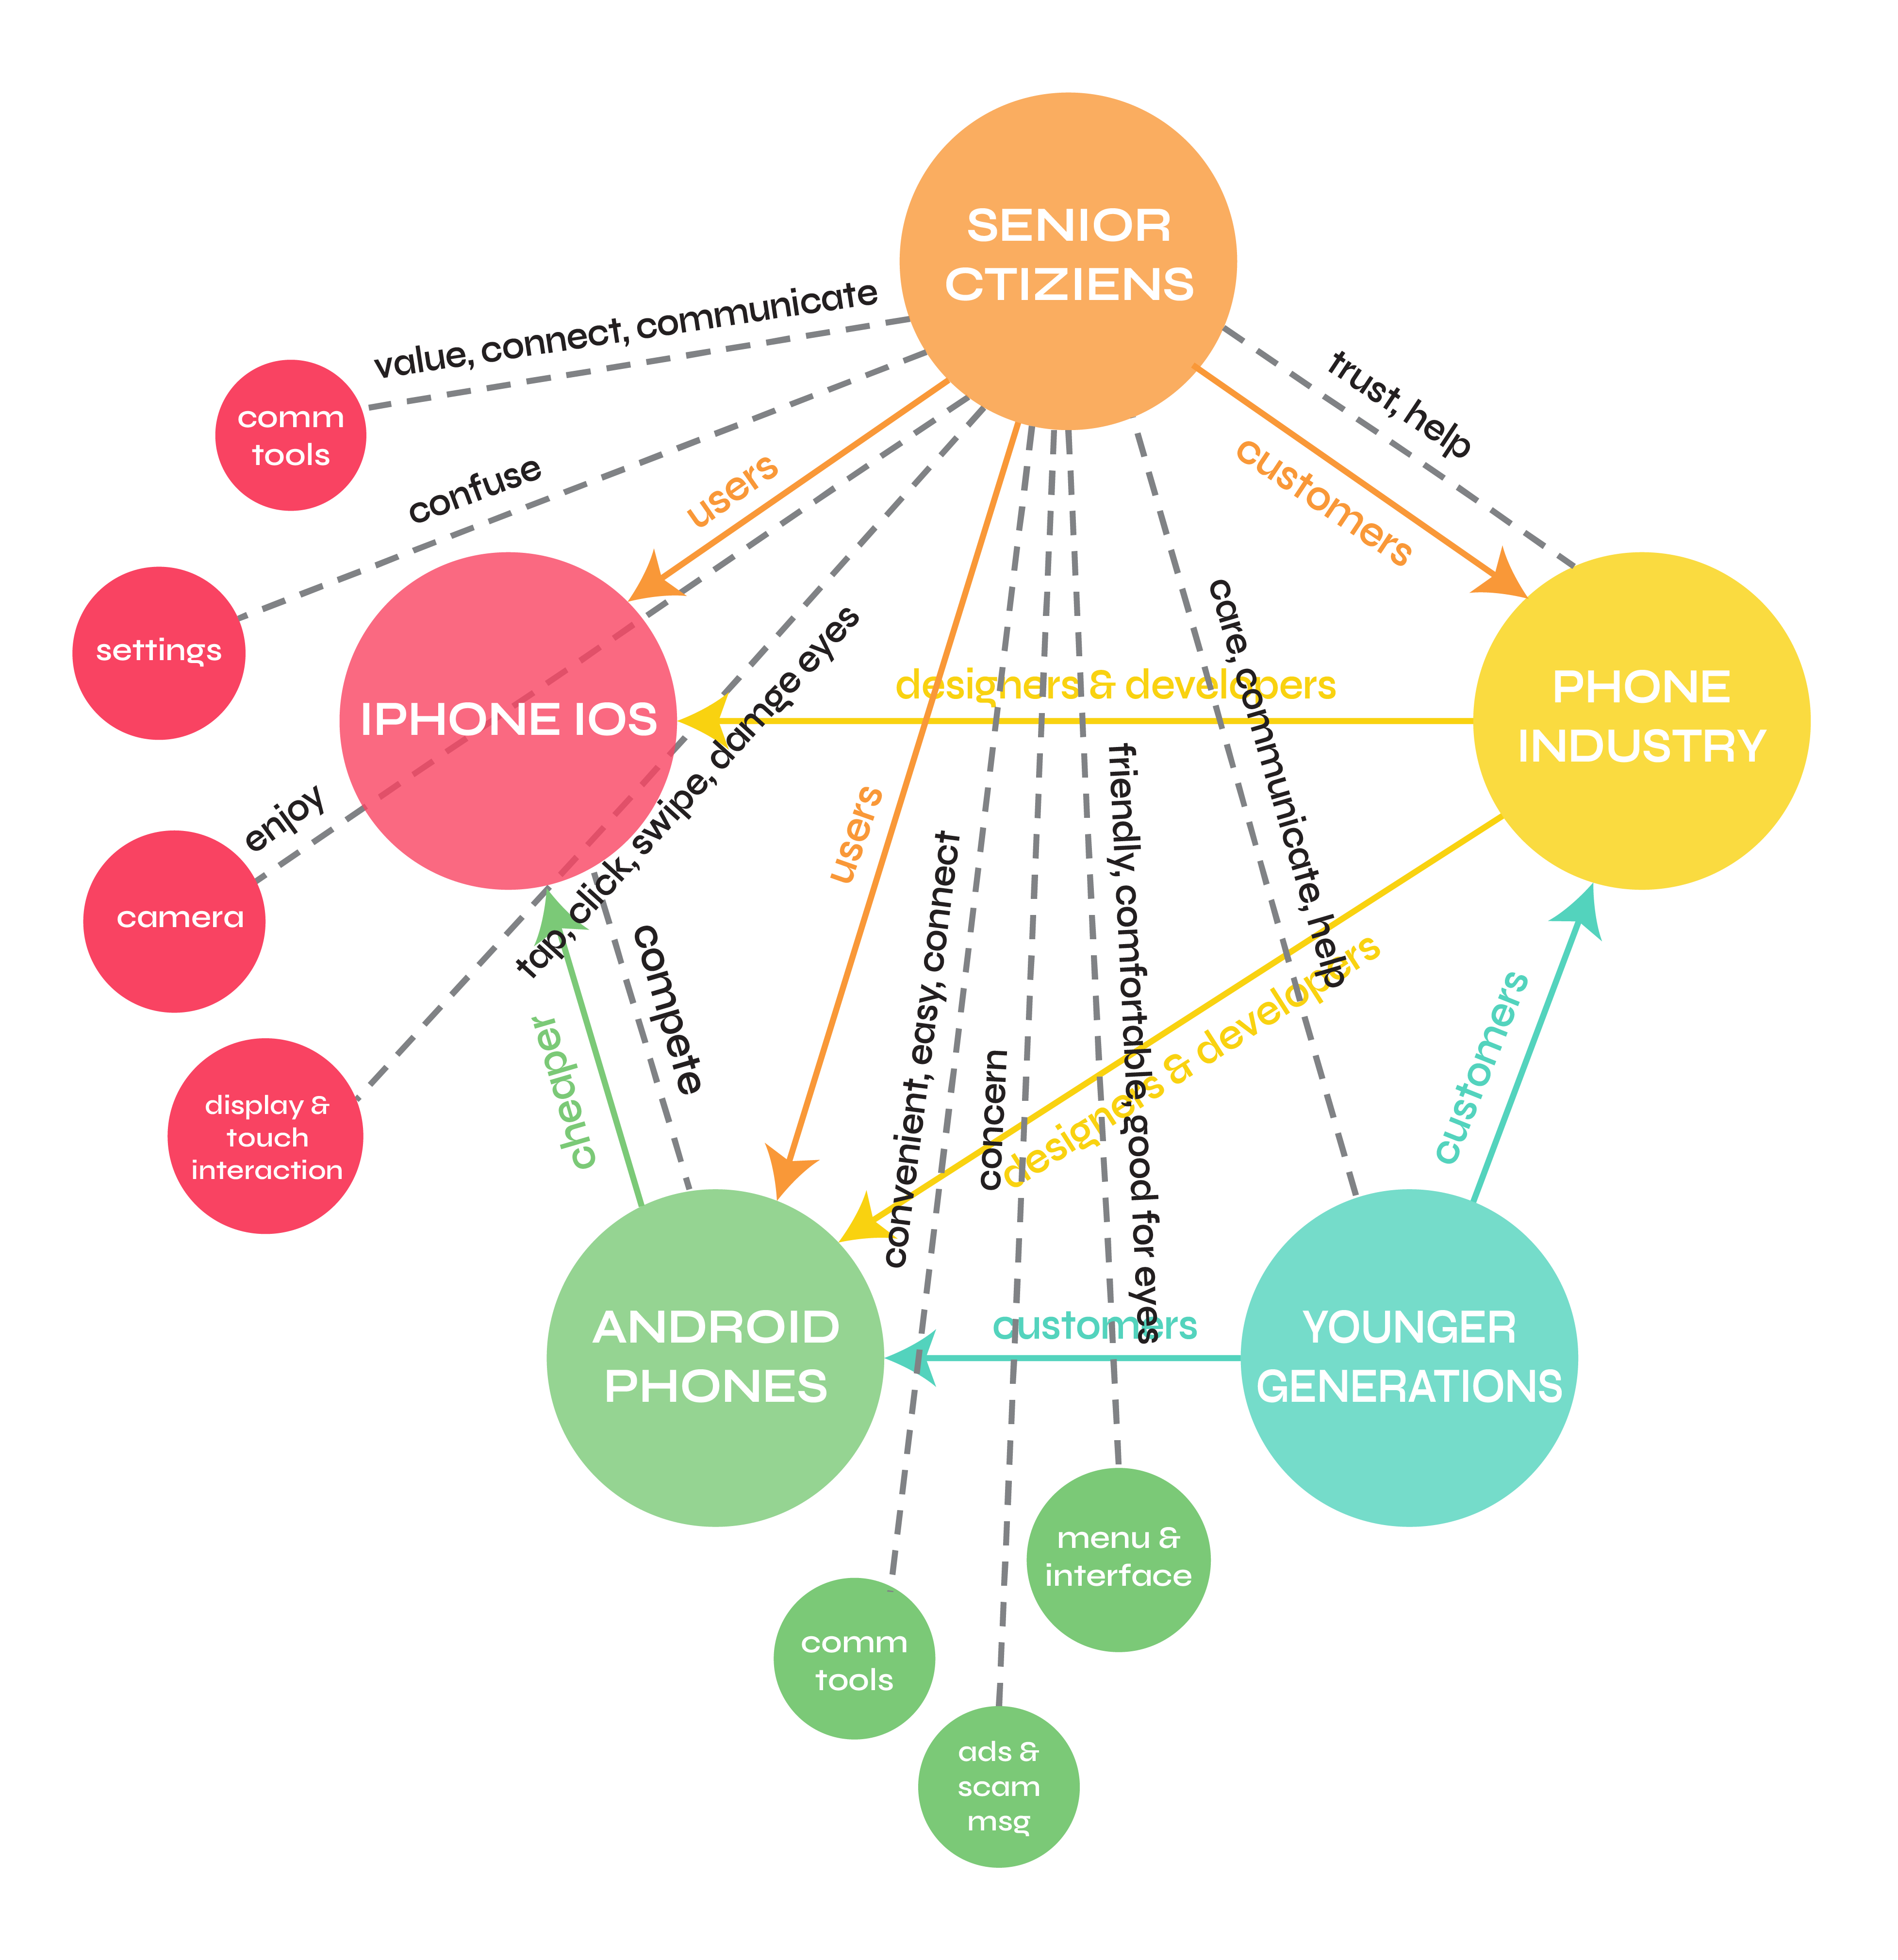 SENIOR
CTIZIENS
value, connect, communicate
comm
tools
trust, help
confuse
users
customers
settings
IPHONE IOS
tap, click, swipe, damge eyes
designers & developers
care, communicate, help
PHONE
INDUSTRY
enjoy
camera
users
friendly, comfortable, good for eyes
convenient, easy, connect
compete
cheaper
concern
designers & developers
customers
display &
touch
interaction
ANDROID
PHONES
customers
YOUNGER
GENERATIONS
menu &
interface
comm
tools
ads &
scam
msg